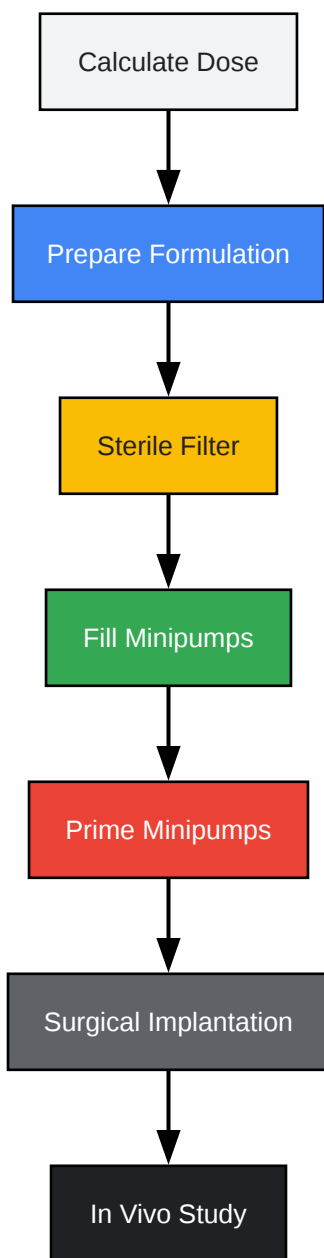 Calculate Dose
Prepare Formulation
Sterile Filter
Fill Minipumps
Prime Minipumps
Surgical Implantation
In Vivo Study